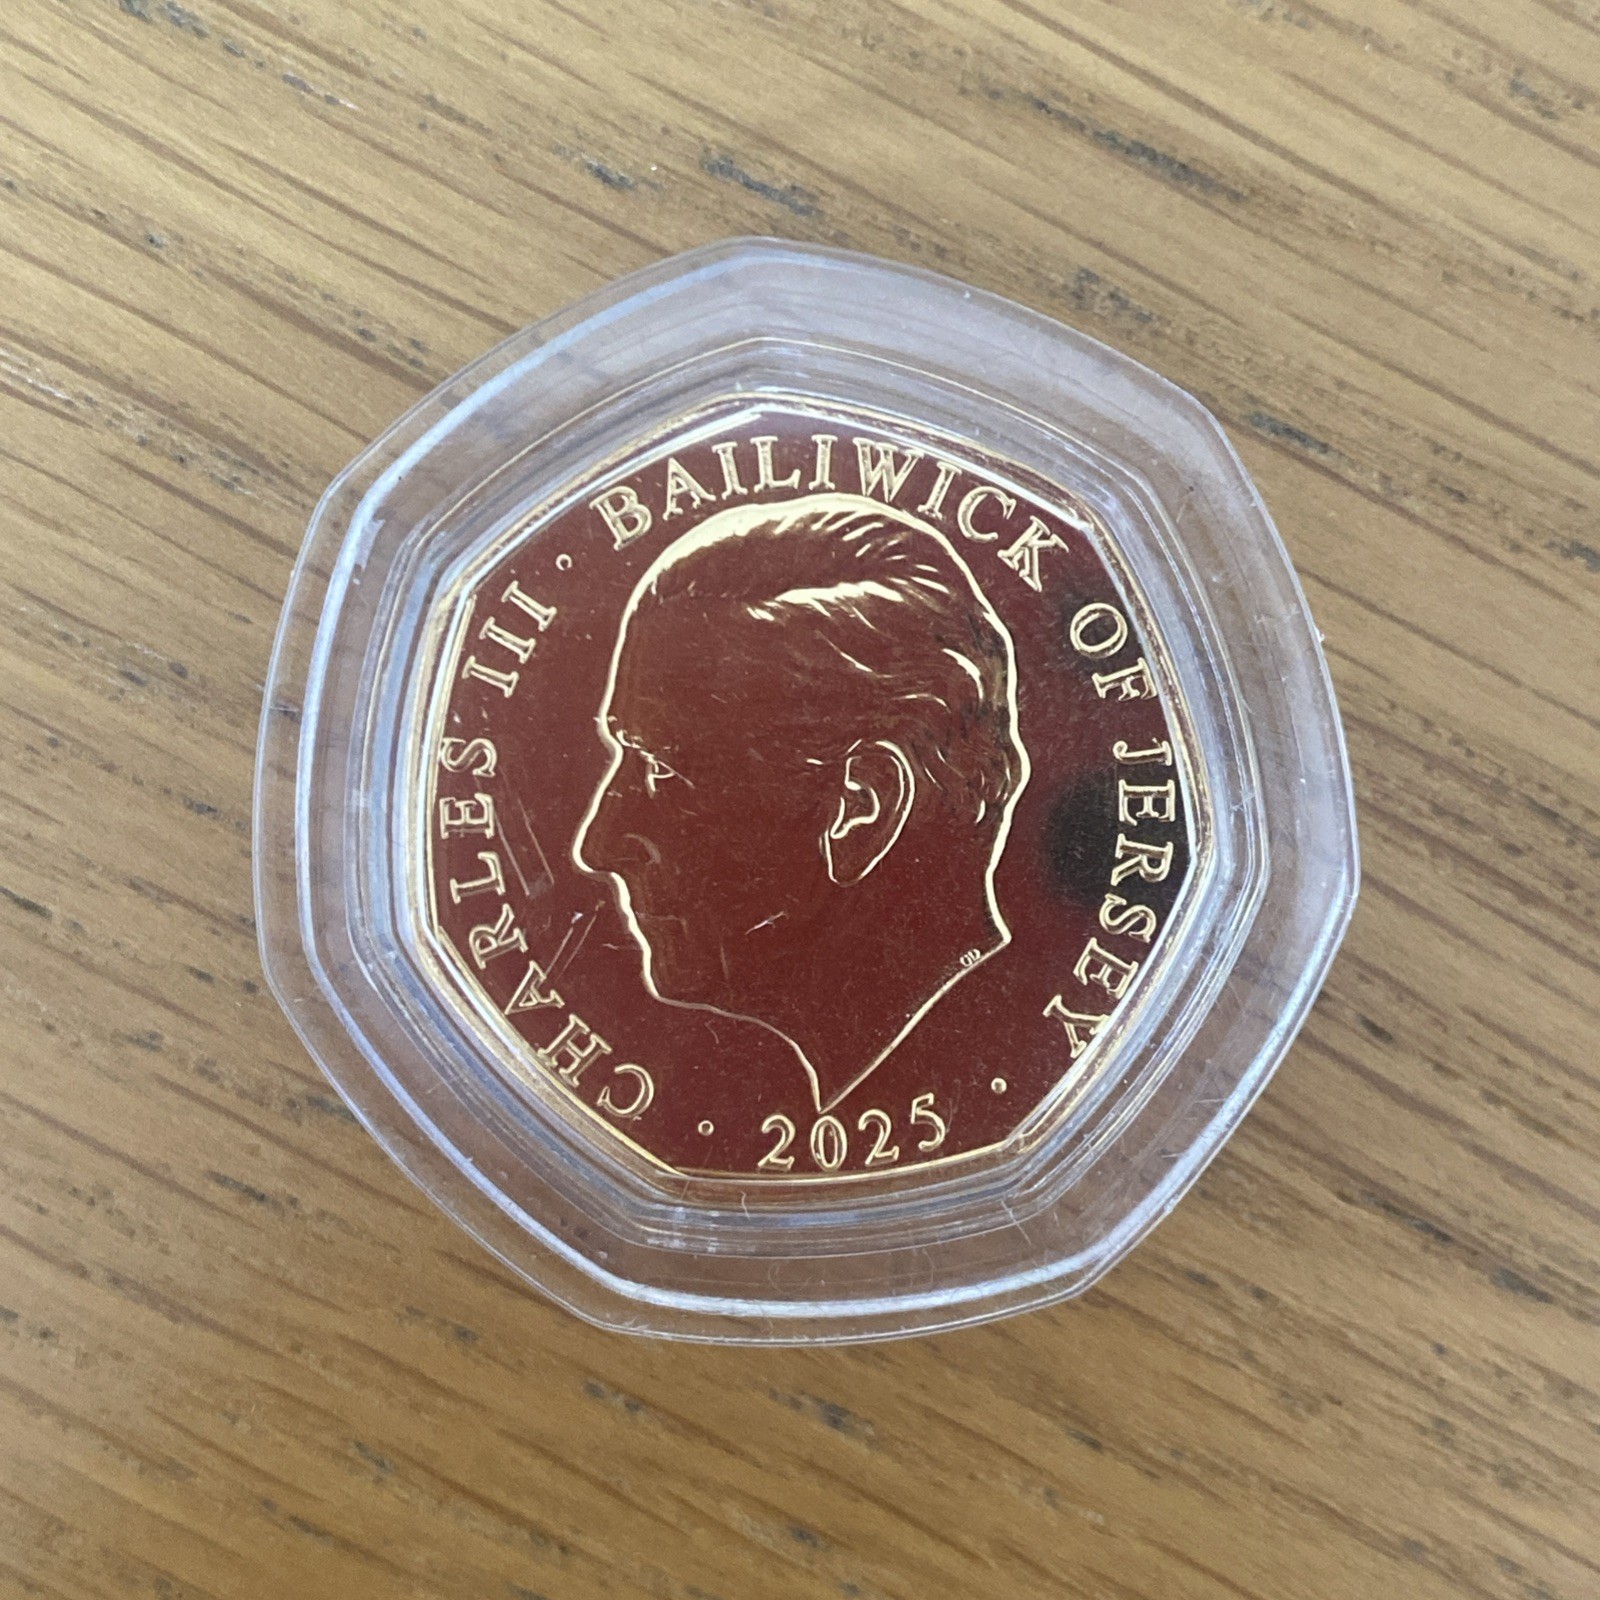 CHARLES III · BAILIWICK OF JERSEY ·
2025 ·